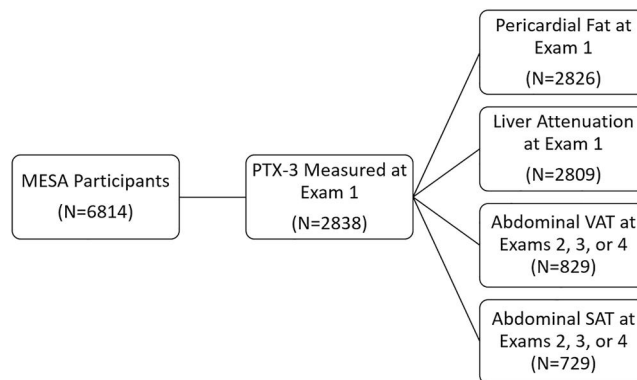 MESA Participants
(N=6814)
PTX-3 Measured at
Exam 1
(N=2838)
Pericardial Fat at
Exam 1
(N=2826)
Liver Attenuation
at Exam 1
(N=2809)
Abdominal VAT at
Exams 2, 3, or 4
(N=829)
Abdominal SAT at
Exams 2, 3, or 4
(N=729)